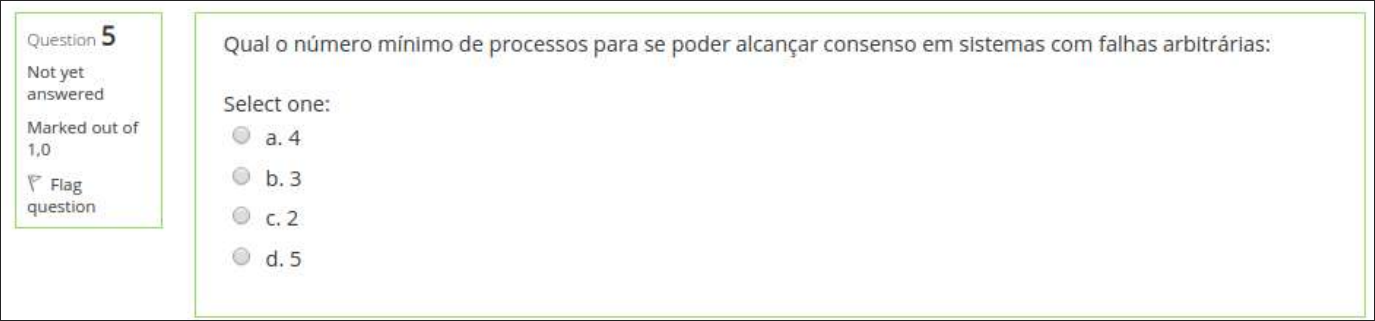 Question 5
Not yet
answered
Marked out of
1,0
Flag
question
Qual o número mínimo de processos para se poder alcançar consenso em sistemas com falhas arbitrárias:
Select one:
a. 4
b. 3
c. 2
d. 5